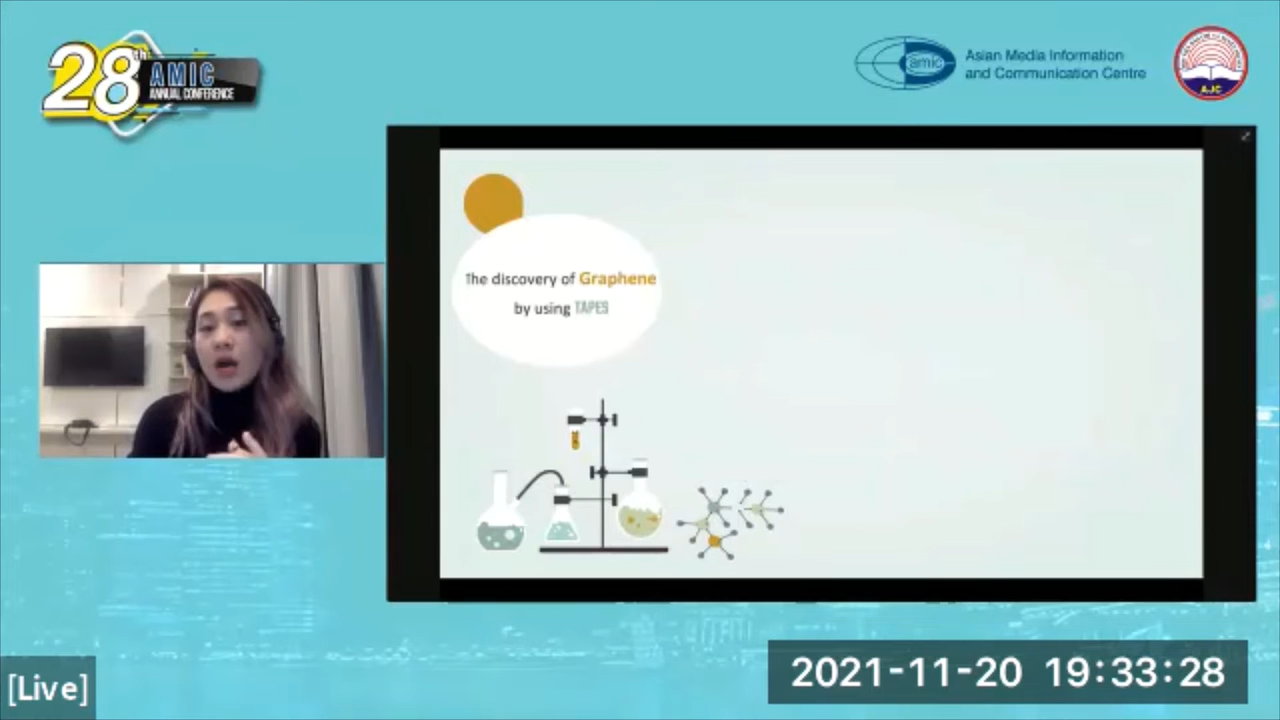 28th
AMIC
ANNUAL CONFERENCE
amic
Asian Media Information
and Communication Centre
AJC
The discovery of Graphene
by using TAPES
[Live]
2021-11-20 19:33:28